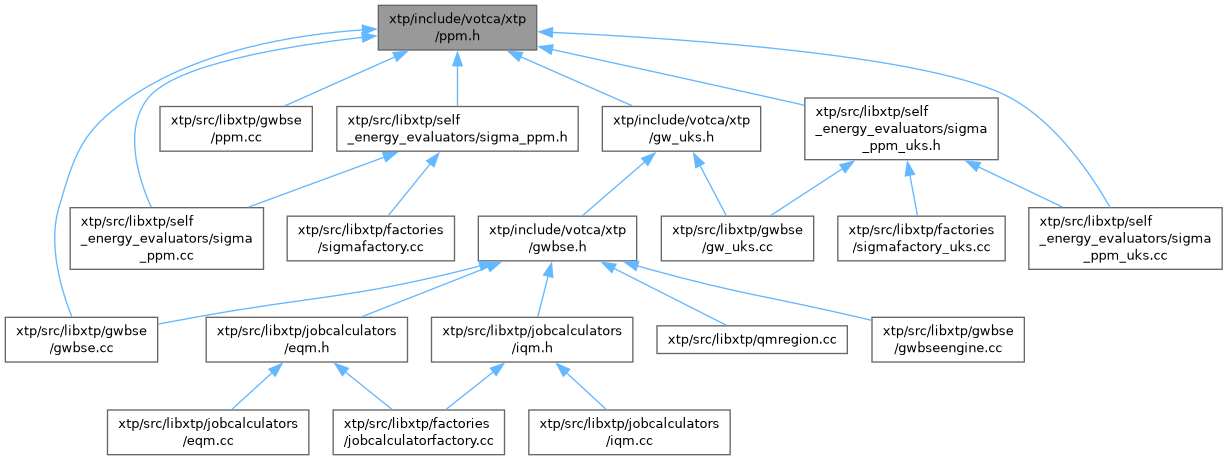 xtp/include/votca/xtp
/ppm.h
xtp/src/libxtp/gwbse
/ppm.cc
xtp/src/libxtp/self
_energy_evaluators/sigma_ppm.h
xtp/include/votca/xtp
/gw_uks.h
xtp/src/libxtp/self
_energy_evaluators/sigma
_ppm_uks.h
xtp/src/libxtp/self
_energy_evaluators/sigma
_ppm.cc
xtp/src/libxtp/factories
/sigmafactory.cc
xtp/include/votca/xtp
/gwbse.h
xtp/src/libxtp/gwbse
/gw_uks.cc
xtp/src/libxtp/factories
/sigmafactory_uks.cc
xtp/src/libxtp/self
_energy_evaluators/sigma
_ppm_uks.cc
xtp/src/libxtp/gwbse
/gwbse.cc
xtp/src/libxtp/jobcalculators
/eqm.h
xtp/src/libxtp/jobcalculators
/iqm.h
xtp/src/libxtp/qmregion.cc
xtp/src/libxtp/gwbse
/gwbseengine.cc
xtp/src/libxtp/jobcalculators
/eqm.cc
xtp/src/libxtp/factories
/jobcalculatorfactory.cc
xtp/src/libxtp/jobcalculators
/iqm.cc